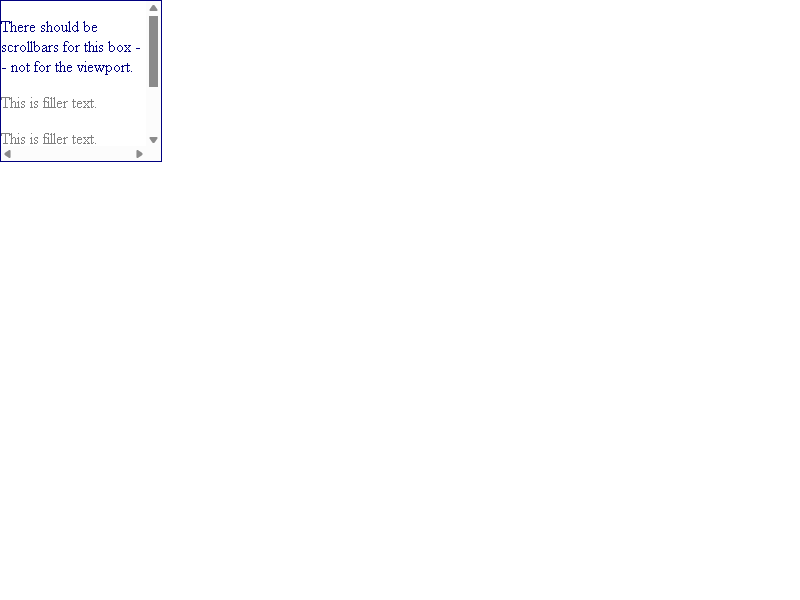 There should be
scrollbars for this box -
- not for the viewport.
This is filler text.
This is filler text.